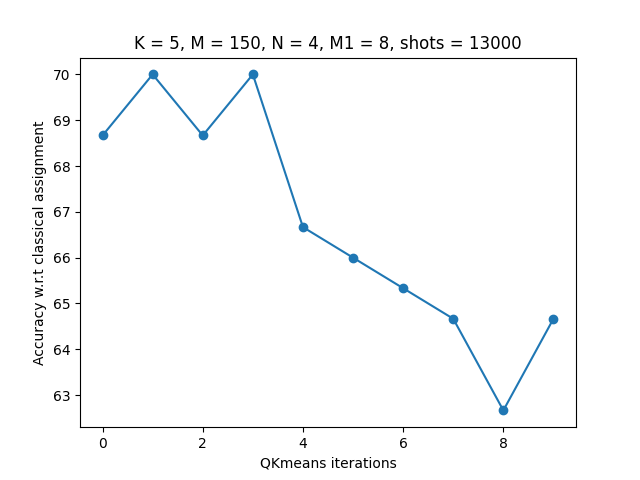 K = 5, M = 150, N = 4, M1 = 8, shots = 13000
70
69
68
67
66
65
64
63
Accuracy w.r.t classical assignment
0 2 4 6 8
QKmeans iterations